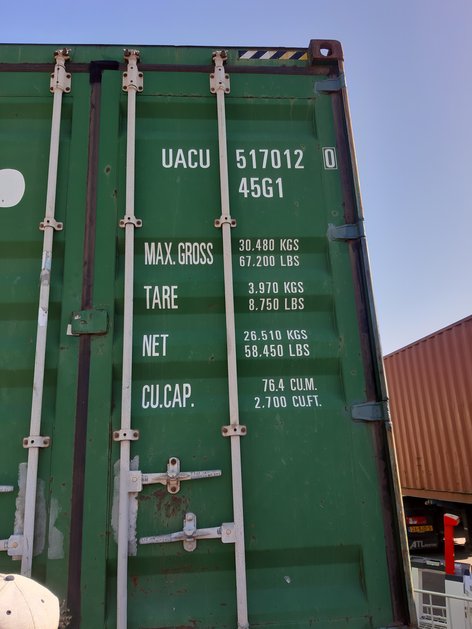 UACU 517012 0
45G1
MAX.GROSS 30.480 KGS
67.200 LBS
TARE 3.970 KGS
8.750 LBS
NET 26.510 KGS
58.450 LBS
CU.CAP. 76.4 CU.M.
2.700 CU.FT.